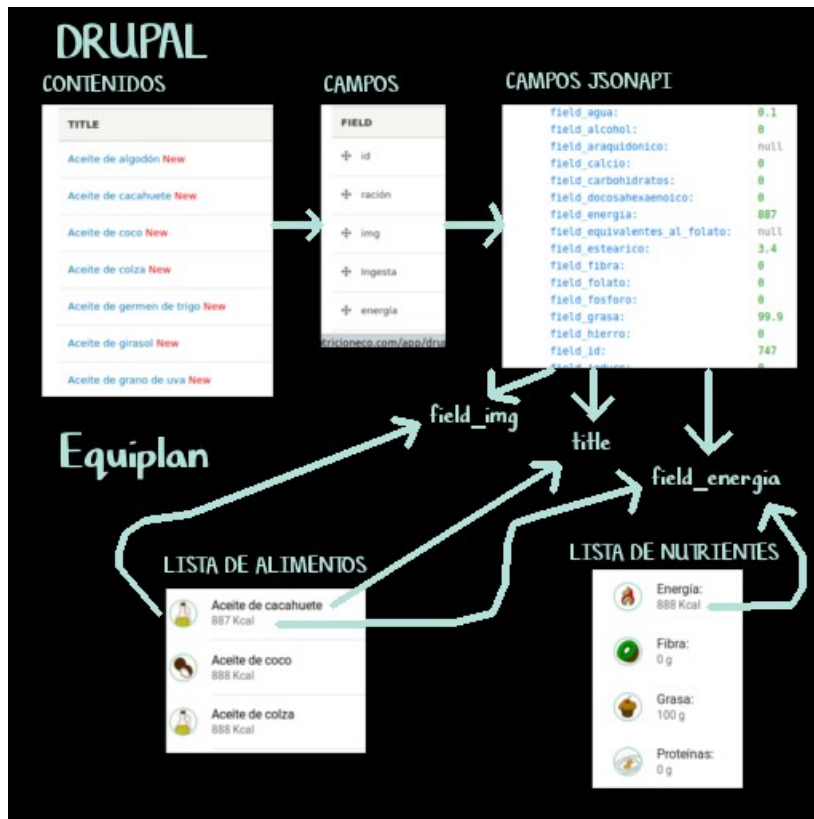 DRUPAL
CONTENIDOS
TITLE
Aceite de algodón New
Aceite de cacahuete New
Aceite de coco New
Aceite de colza New
Aceite de germen de trigo New
Aceite de girasol New
Aceite de grano de uva New
CAMPOS
FIELD
id
ración
img
Ingesta
energía
tricioneco.com/app/dru
CAMPOS JSONAPI
field_agua: 0.1
field_alcohol: 0
field_araquidonico: null
field_calcio: 0
field_carbohidratos: 0
field_docosahexaenoico: 0
field_energia: 887
field_equivalentes_al_folato: null
field_estearico: 3.4
field_fibra: 0
field_folato: 0
field_fosforo: 0
field_grasa: 99.9
field_hierro: 0
field_id: 747
field_img
title
field_energia
Equiplan
LISTA DE ALIMENTOS
Aceite de cacahuete
887 Kcal
Aceite de coco
888 Kcal
Aceite de colza
888 Kcal
LISTA DE NUTRIENTES
Energía:
888 Kcal
Fibra:
0 g
Grasa:
100 g
Proteínas:
0 g